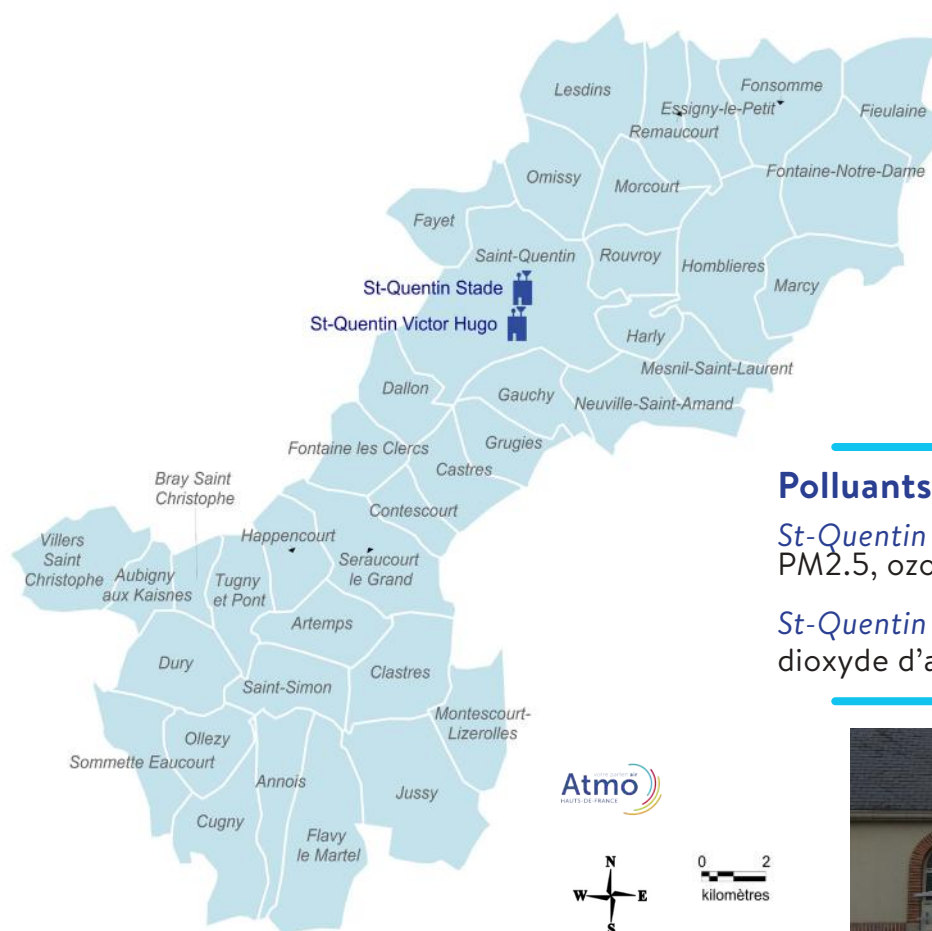 Lesdins
Fonsomme
Essigny-le-Petit
Fieulaine
Remaucourt
Omissy
Morcourt
Fontaine-Notre-Dame
Fayet
Saint-Quentin
Rouvroy
Homblieres
Marcy
St-Quentin Stade
St-Quentin Victor Hugo
Harly
Mesnil-Saint-Laurent
Dallon
Gauchy
Neuville-Saint-Amand
Fontaine les Clercs
Grugies
Castres
Bray Saint
Christophe
Contescourt
Happencourt
Villers
Saint
Christophe
Aubigny
aux Kaisnes
Tugny
et Pont
Seraucourt
le Grand
Artemps
Dury
Clastres
Saint-Simon
Montescourt-
Lizerolles
Ollezy
Sommette Eaucourt
Annois
Jussy
Cugny
Flavy
le Martel
Polluants
St-Quentin
PM2.5, ozo
St-Quentin
dioxyde d'a
Atmo
HAUTS-DE-FRANCE
N
W E
S
0 2
kilomètres